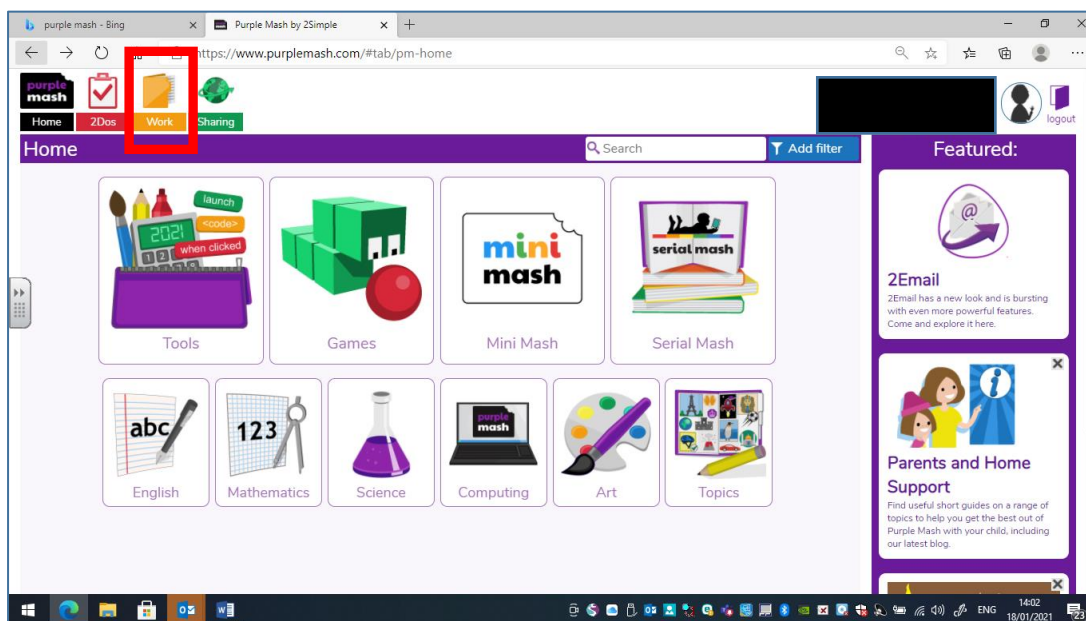 purple mash - Bing
Purple Mash by 2Simple
https://www.purplemash.com/#tab/pm-home
purple
mash
Home
2Dos
Work
Sharing
logout
Home
Search
Add filter
Featured:
launch
<code>
when clicked
2021
Tools
Games
mini
mash
Mini Mash
serial mash
Serial Mash
abc
English
123
Mathematics
Science
purple
mash
Computing
Art
Topics
2Email
2Email has a new look and is bursting
with even more powerful features.
Come and explore it here.
Parents and Home
Support
Find useful short guides on a range of
topics to help you get the best out of
Purple Mash with your child, including
our latest blog.
ENG
14:02
18/01/2021
23